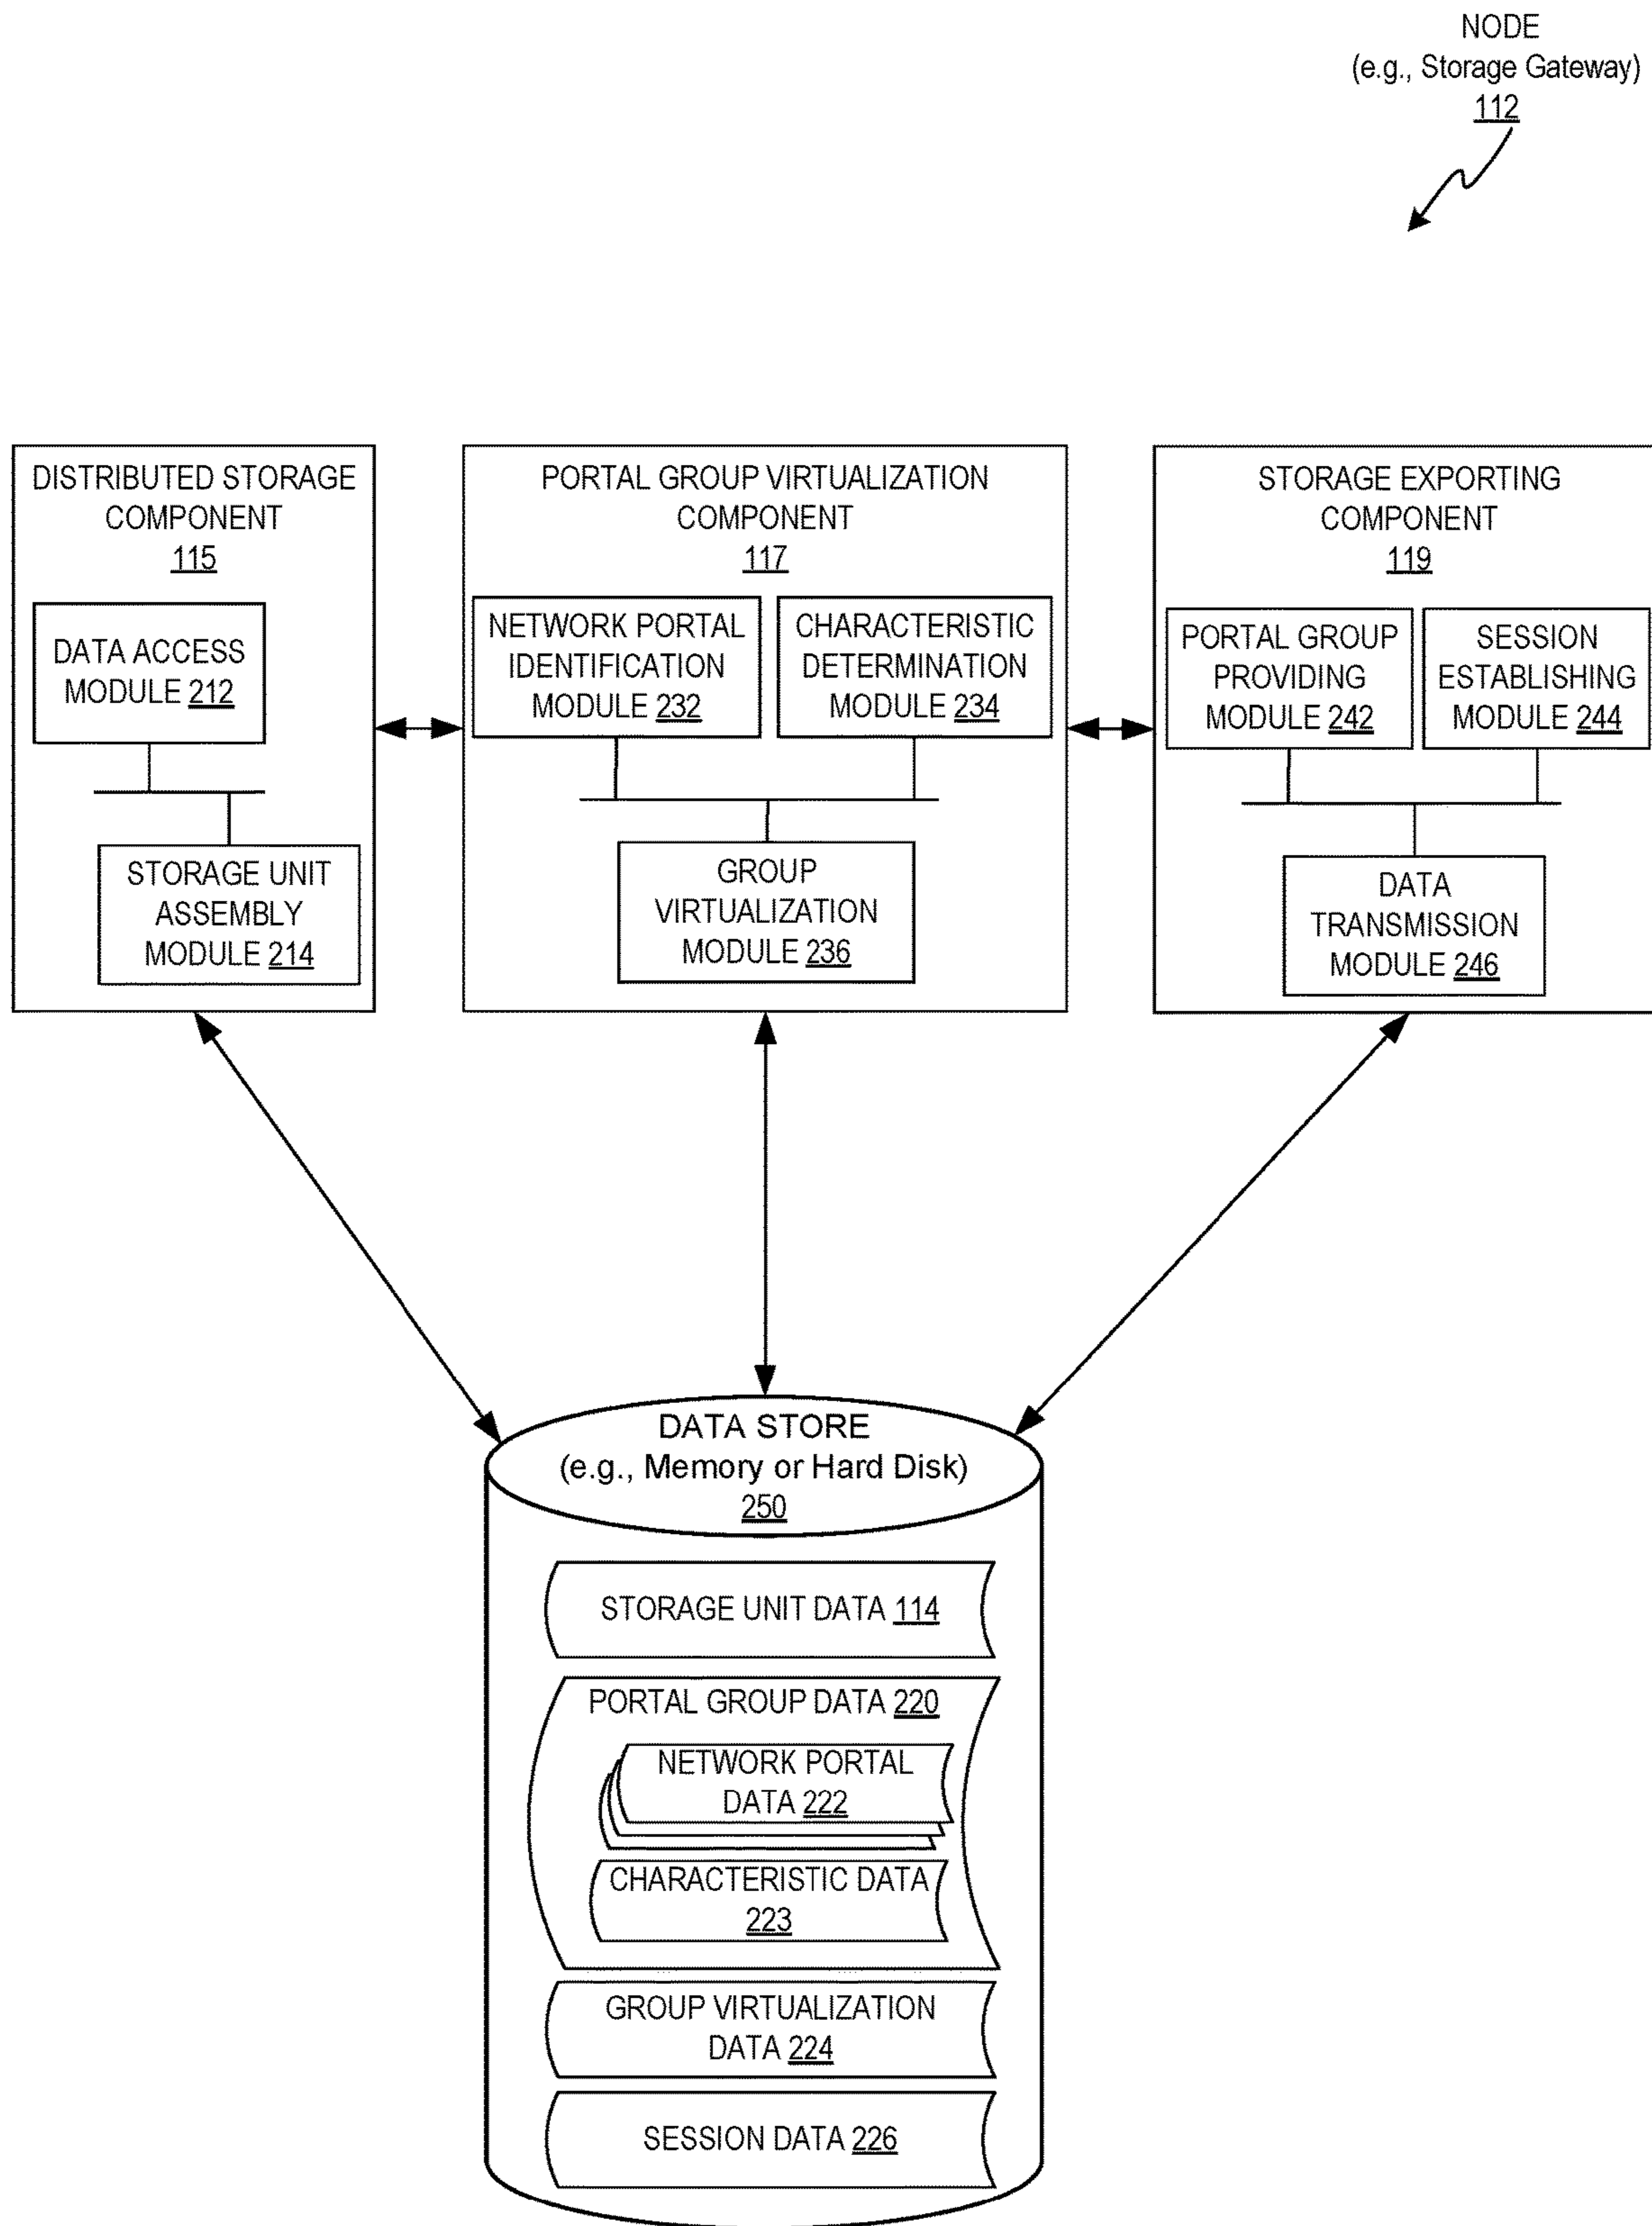 NODE
(e.g., Storage Gateway)
112
DISTRIBUTED STORAGE
COMPONENT
115
DATA ACCESS
MODULE 212
STORAGE UNIT
ASSEMBLY
MODULE 214
PORTAL GROUP VIRTUALIZATION
COMPONENT
117
NETWORK PORTAL
IDENTIFICATION
MODULE 232
CHARACTERISTIC
DETERMINATION
MODULE 234
GROUP
VIRTUALIZATION
MODULE 236
STORAGE EXPORTING
COMPONENT
119
PORTAL GROUP
PROVIDING
MODULE 242
SESSION
ESTABLISHING
MODULE 244
DATA
TRANSMISSION
MODULE 246
DATA STORE
(e.g., Memory or Hard Disk)
250
STORAGE UNIT DATA 114
PORTAL GROUP DATA 220
NETWORK PORTAL
DATA 222
CHARACTERISTIC DATA
223
GROUP VIRTUALIZATION
DATA 224
SESSION DATA 226